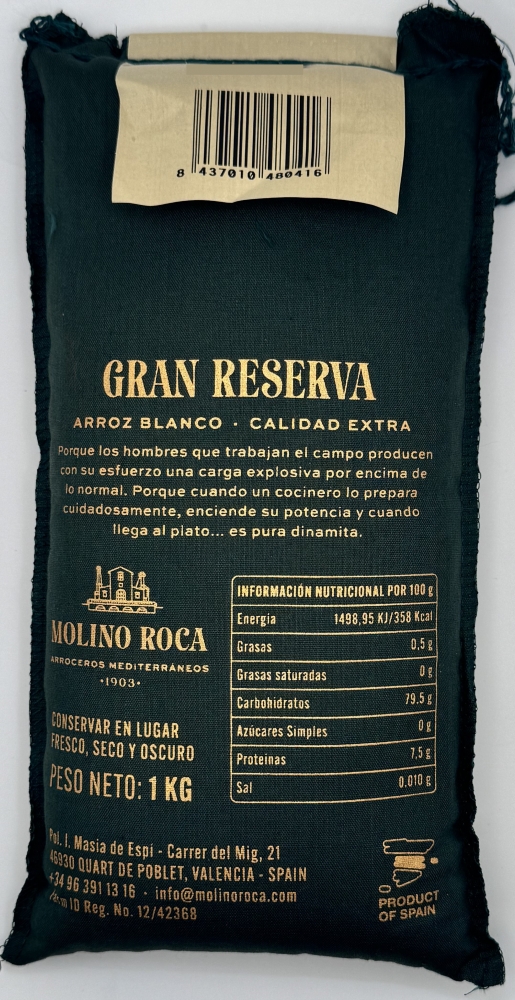 8 437010 480416
GRAN RESERVA
ARROZ BLANCO · CALIDAD EXTRA
Porque los hombres que trabajan el campo producen
con su esfuerzo una carga explosiva por encima de
lo normal. Porque cuando un cocinero lo prepara
cuidadosamente, enciende su potencia y cuando
llega al plato... es pura dinamita.
MOLINO ROCA
ARROCEROS MEDITERRÁNEOS
·1903·
CONSERVAR EN LUGAR
FRESCO, SECO Y OSCURO
PESO NETO: 1 KG
INFORMACIÓN NUTRICIONAL POR 100 g
Energía 1498,95 KJ/358 Kcal
Grasas 0,5 g
Grasas saturadas 0 g
Carbohidratos 79.5 g
Azúcares Simples 0 g
Proteínas 7,5 g
Sal 0.010 g
Pol. I. Masia de Espí - Carrer del Mig, 21
46930 QUART DE POBLET, VALENCIA - SPAIN
+34 96 391 13 16 · info@molinoroca.com
ID Reg. No. 12/42368
PRODUCT
OF SPAIN